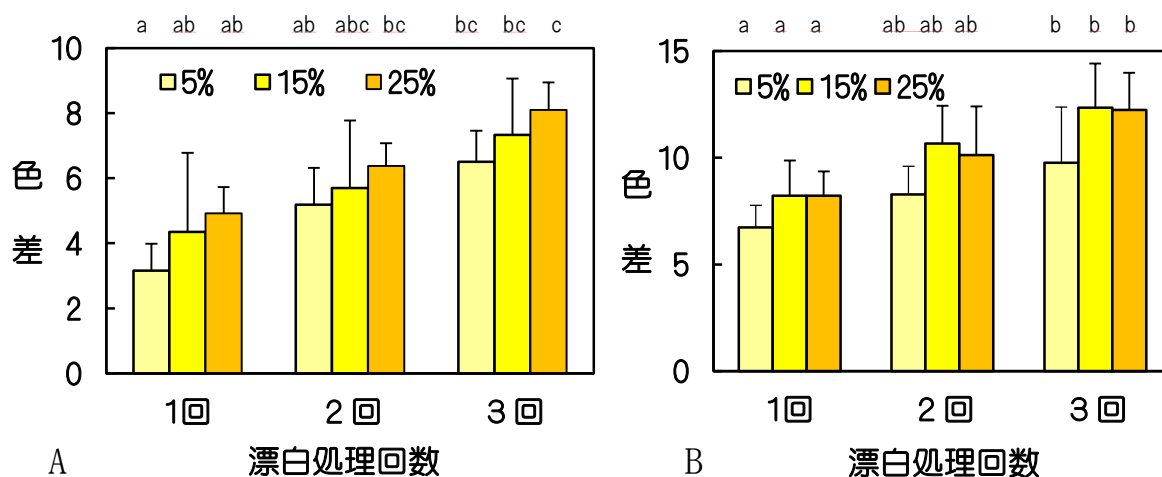 a ab ab ab abc bc bc bc c
10
8
6
4
2
0
5% 15% 25%
色差
1回 2回 3回
漂白処理回数
A
a a a ab ab ab b b b
15
10
5
0
5% 15% 25%
色差
1回 2回 3回
漂白処理回数
B